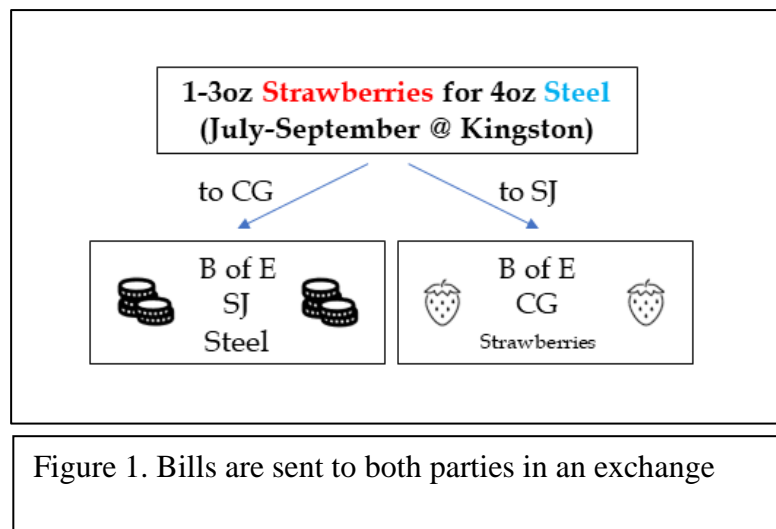 1-3oz Strawberries for 4oz Steel
(July-September @ Kingston)
to CG
to SJ
B of E
SJ
Steel
B of E
CG
Strawberries
Figure 1. Bills are sent to both parties in an exchange